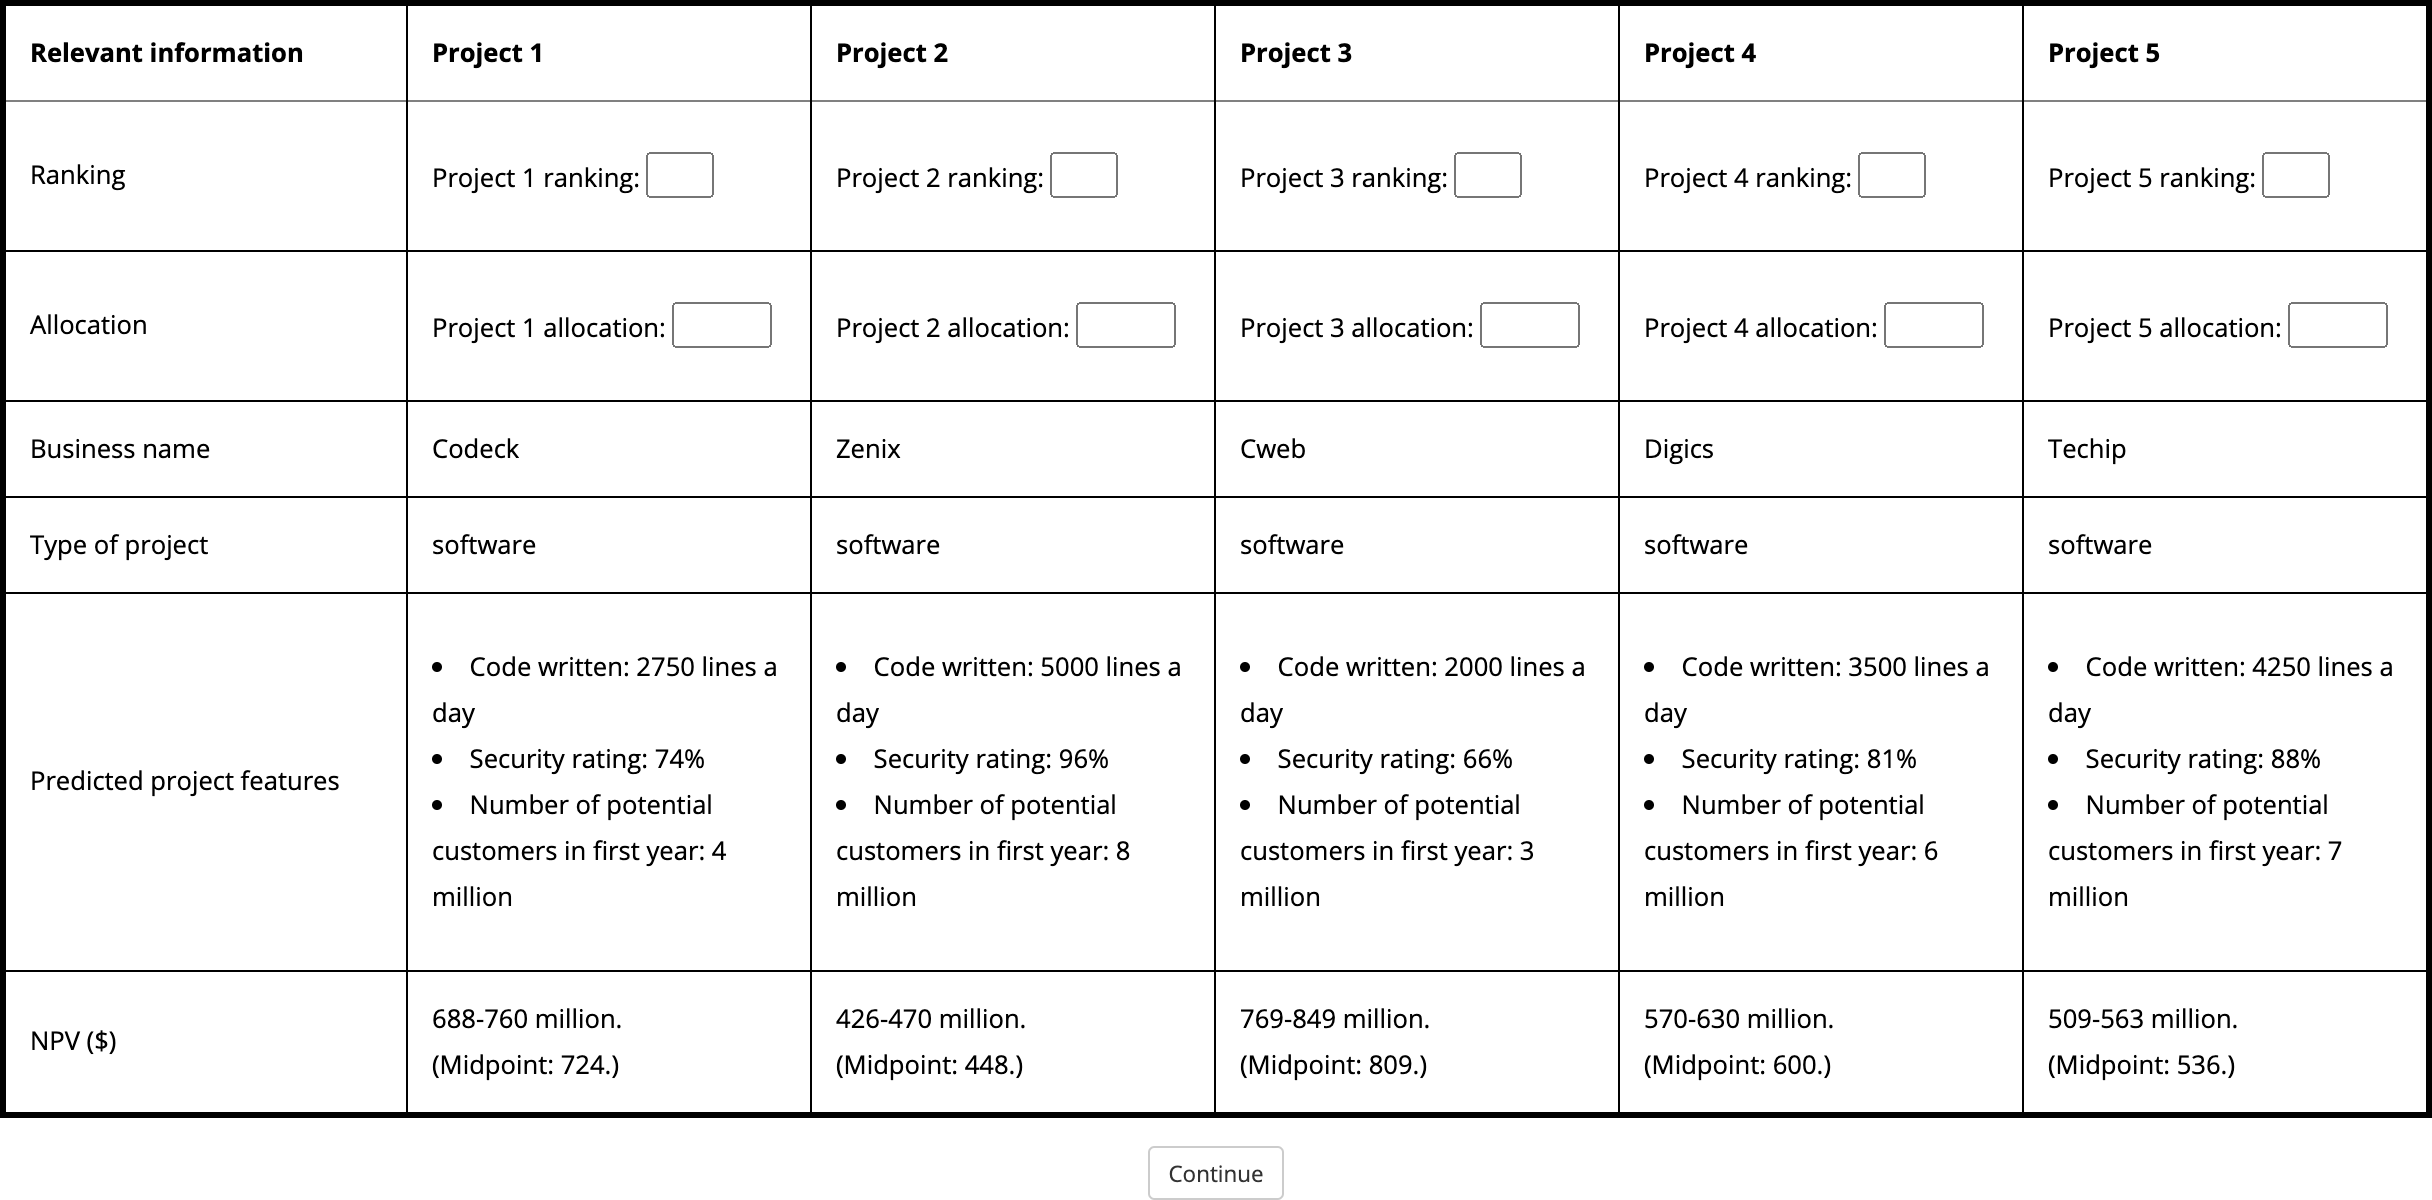 Relevant information Project 1 Project 2 Project 3 Project 4 Project 5
Ranking Project 1 ranking: Project 2 ranking: Project 3 ranking: Project 4 ranking: Project 5 ranking:
Allocation Project 1 allocation: Project 2 allocation: Project 3 allocation: Project 4 allocation: Project 5 allocation:
Business name Codeck Zenix Cweb Digics Techip
Type of project software software software software software
Predicted project features
• Code written: 2750 lines a
day
• Security rating: 74%
• Number of potential
customers in first year: 4
million
• Code written: 5000 lines a
day
• Security rating: 96%
• Number of potential
customers in first year: 8
million
• Code written: 2000 lines a
day
• Security rating: 66%
• Number of potential
customers in first year: 3
million
• Code written: 3500 lines a
day
• Security rating: 81%
• Number of potential
customers in first year: 6
million
• Code written: 4250 lines a
day
• Security rating: 88%
• Number of potential
customers in first year: 7
million
NPV ($)
688-760 million.
(Midpoint: 724.)
426-470 million.
(Midpoint: 448.)
769-849 million.
(Midpoint: 809.)
570-630 million.
(Midpoint: 600.)
509-563 million.
(Midpoint: 536.)
Continue